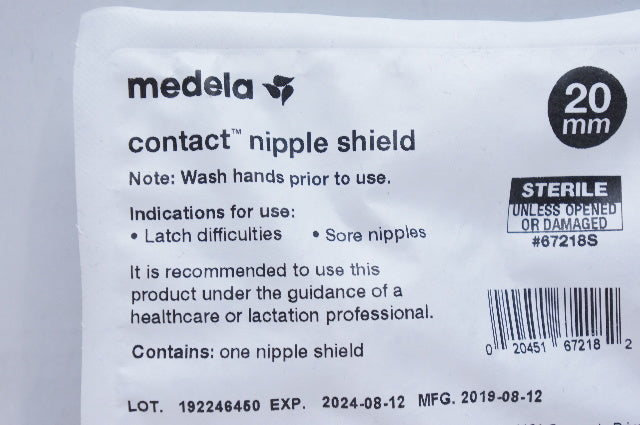 medela
20
mm
contact™ nipple shield
Note: Wash hands prior to use.
STERILE
UNLESS OPENED
OR DAMAGED
#67218S
Indications for use:
• Latch difficulties • Sore nipples
It is recommended to use this
product under the guidance of a
healthcare or lactation professional.
Contains: one nipple shield
0 20451 67218 2
LOT. 192246450 EXP. 2024-08-12 MFG. 2019-08-12